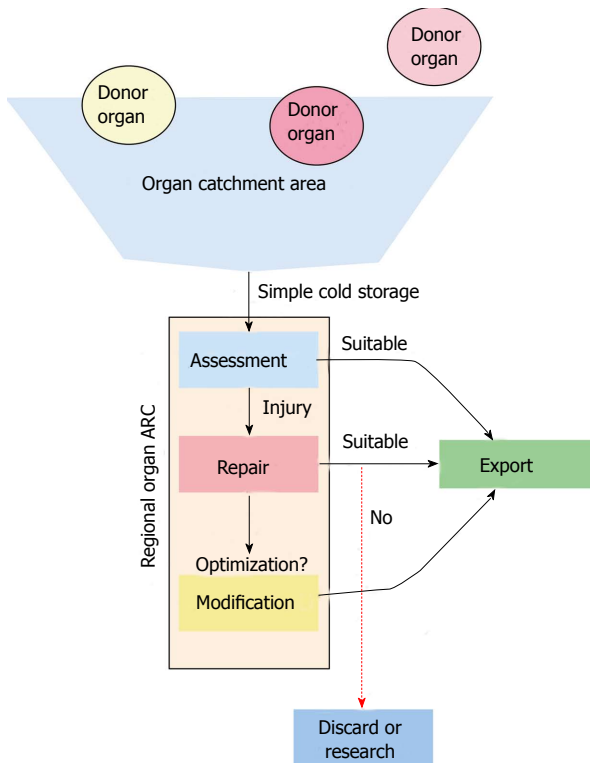 Donor
organ
Donor
organ
Donor
organ
Organ catchment area
Simple cold storage
Regional organ ARC
Assessment
Suitable
Injury
Repair
Suitable
Export
No
Optimization?
Modification
Discard or
research